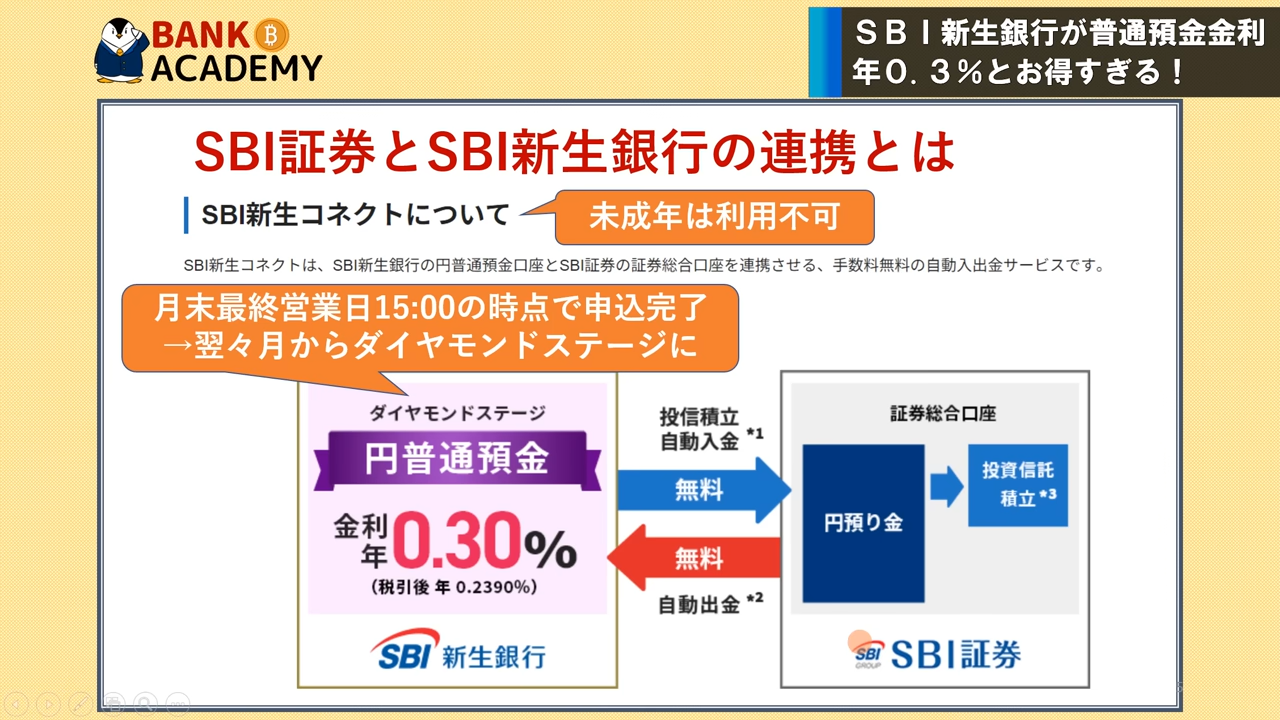 BANK
ACADEMY
SBI新生銀行が普通預金金利
年0.3%とお得すぎる!
SBI証券とSBI新生銀行の連携とは
SBI新生コネクトについて
未成年は利用不可
SBI新生コネクトは、SBI新生銀行の円普通預金口座とSBI証券の証券総合口座を連携させる、手数料無料の自動入出金サービスです。
月末最終営業日15:00の時点で申込完了
→翌々月からダイヤモンドステージに
ダイヤモンドステージ
円普通預金
金利
年0.30%
(税引後 年 0.2390%)
SBI 新生銀行
投信積立
自動入金 *1
無料
無料
自動出金 *2
証券総合口座
円預り金
投資信託
積立*3
SBI
GROUP
SBI証券